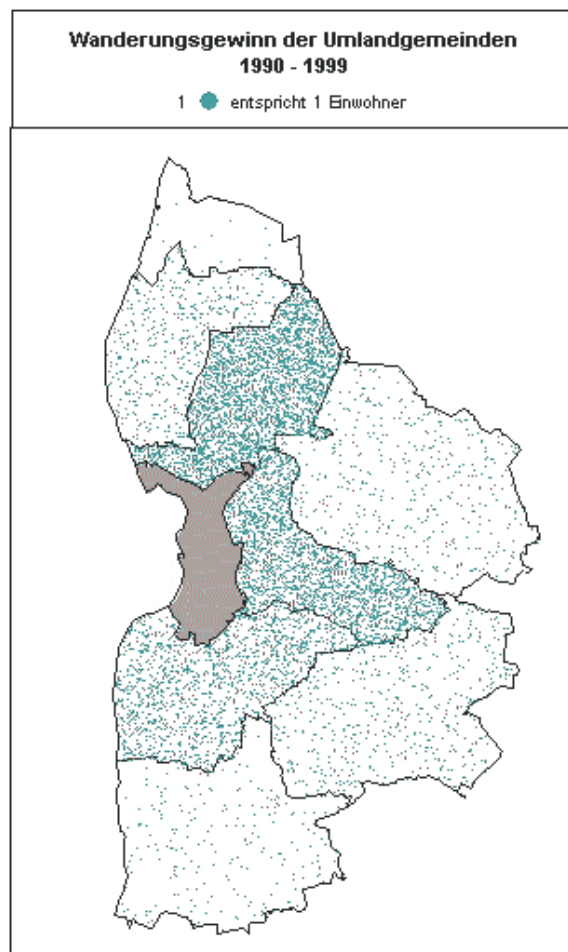 Wanderungsgewinn der Umlandgemeinden
1990 - 1999
1 entspricht 1 Einwohner